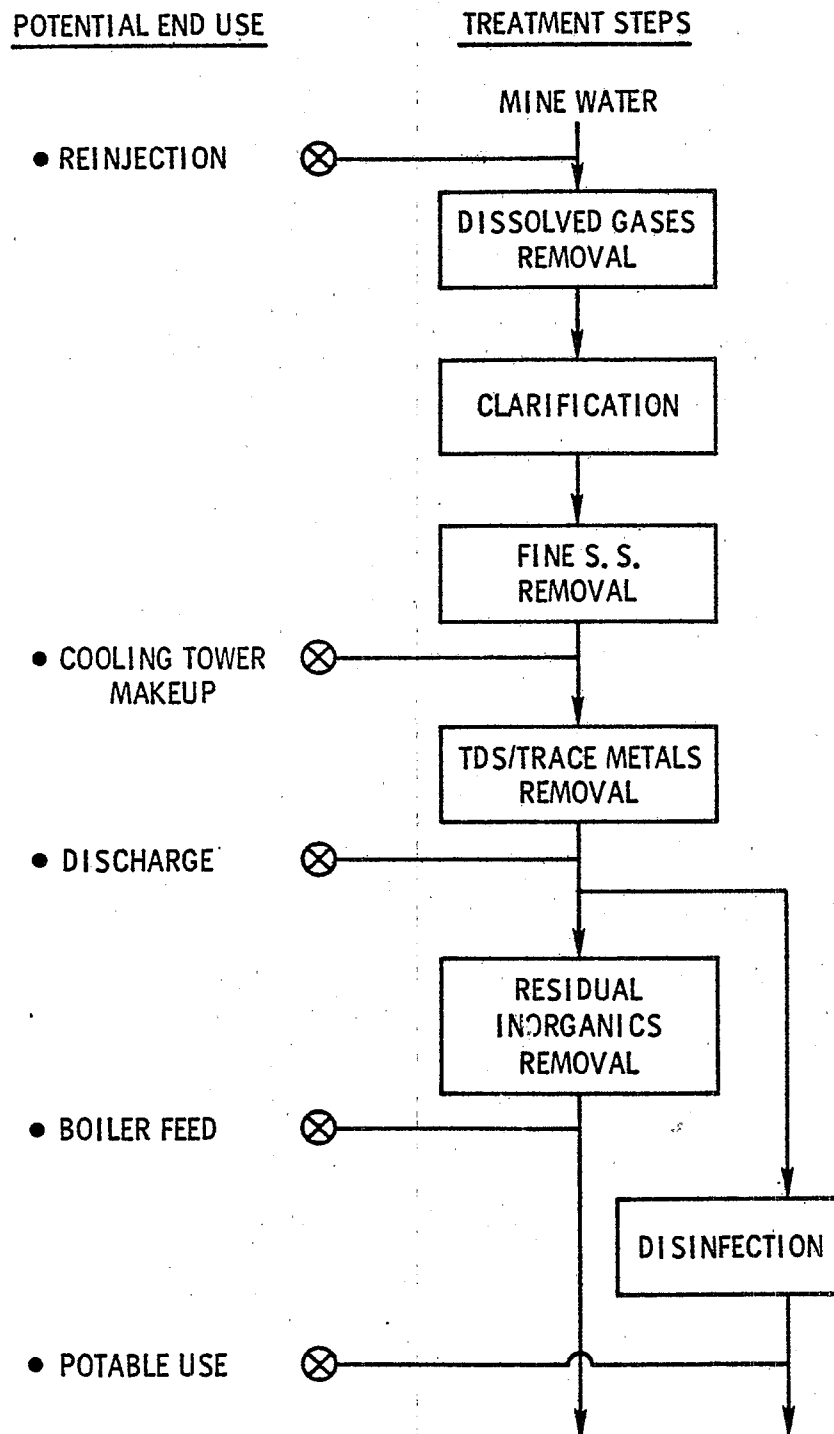 POTENTIAL END USE
TREATMENT STEPS
MINE WATER
• REINJECTION
DISSOLVED GASES
REMOVAL
CLARIFICATION
FINE S. S.
REMOVAL
• COOLING TOWER
MAKEUP
TDS/TRACE METALS
REMOVAL
• DISCHARGE
RESIDUAL
INORGANICS
REMOVAL
• BOILER FEED
DISINFECTION
• POTABLE USE